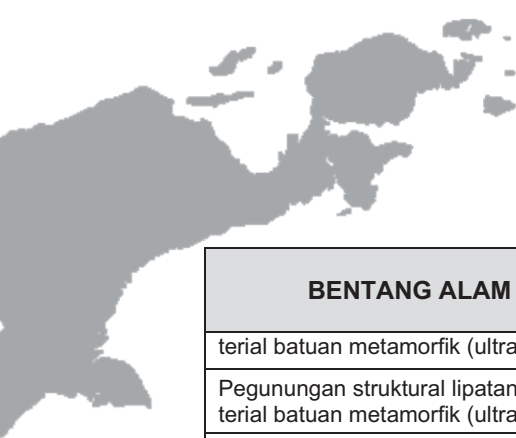 BENTANG ALAM
terial batuan metamorfik (ultra
Pegunungan struktural lipatan
terial batuan metamorfik (ultra